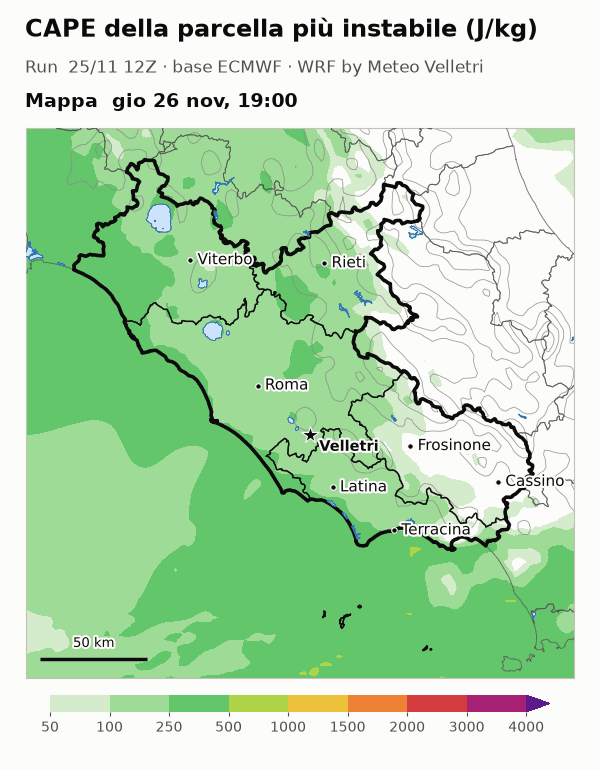 CAPE della parcella più instabile (J/kg)
Run  25/11 12Z · base ECMWF · WRF by Meteo Velletri
Mappa  gio 26 nov, 19:00
Viterbo
Rieti
Roma
Velletri
Frosinone
Latina
Cassino
Terracina
50 km
50 100 250 500 1000 1500 2000 3000 4000